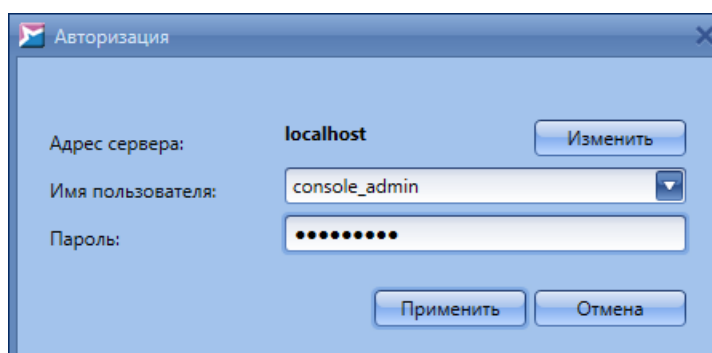 Авторизация
Адрес сервера: localhost Изменить
Имя пользователя: console_admin
Пароль: •••••••••
Применить Отмена